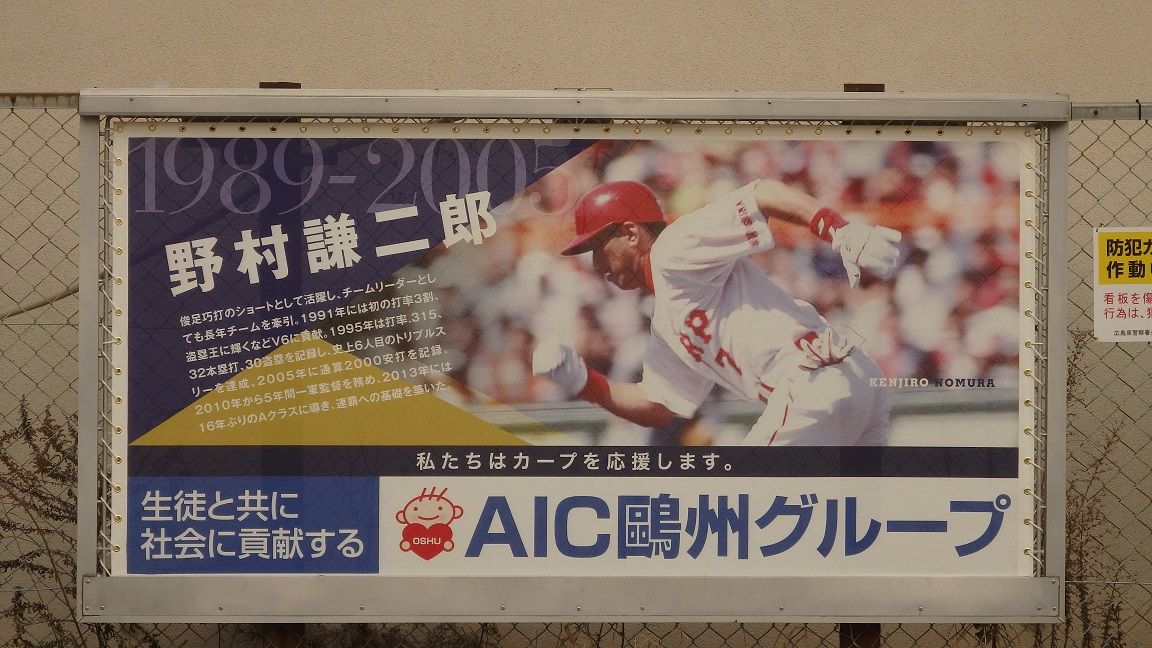 1989-2005
野村謙二郎
俊足巧打のショートとして活躍し、チームリーダーとし
ても長年チームを牽引。1991年には初の打率3割、
盗塁王に輝くなどV6に貢献。1995年は打率.315、
32本塁打、30盗塁を記録し、史上6人目のトリプルス
リーを達成。2005年に通算2000安打を記録。
2010年から5年間一軍監督を務め、2013年には
16年ぶりのAクラスに導き、連覇への基礎を築いた。
KENJIRO NOMURA
私たちはカープを応援します。
生徒と共に
社会に貢献する
OSHU
AIC鷗州グループ
防犯カ
作動
看板を傷
行為は、犯
広島東警察署